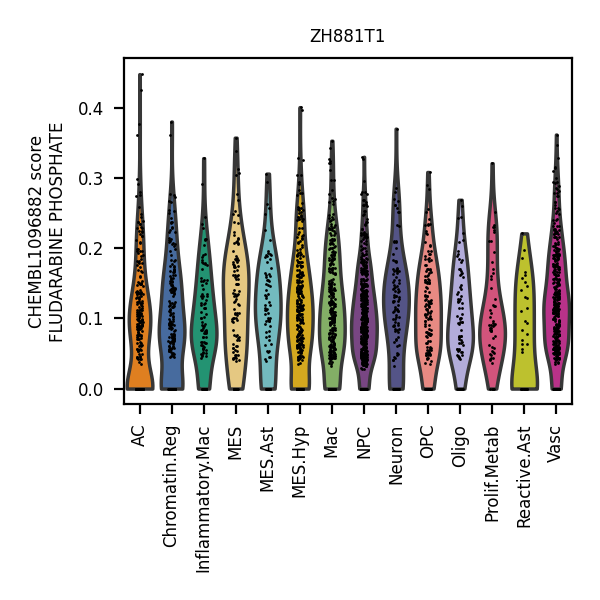 ZH881T1
CHEMBL1096882 score
FLUDARABINE PHOSPHATE
0.4
0.3
0.2
0.1
0.0
AC
Chromatin.Reg
Inflammatory.Mac
MES
MES.Ast
MES.Hyp
Mac
NPC
Neuron
OPC
Oligo
Prolif.Metab
Reactive.Ast
Vasc